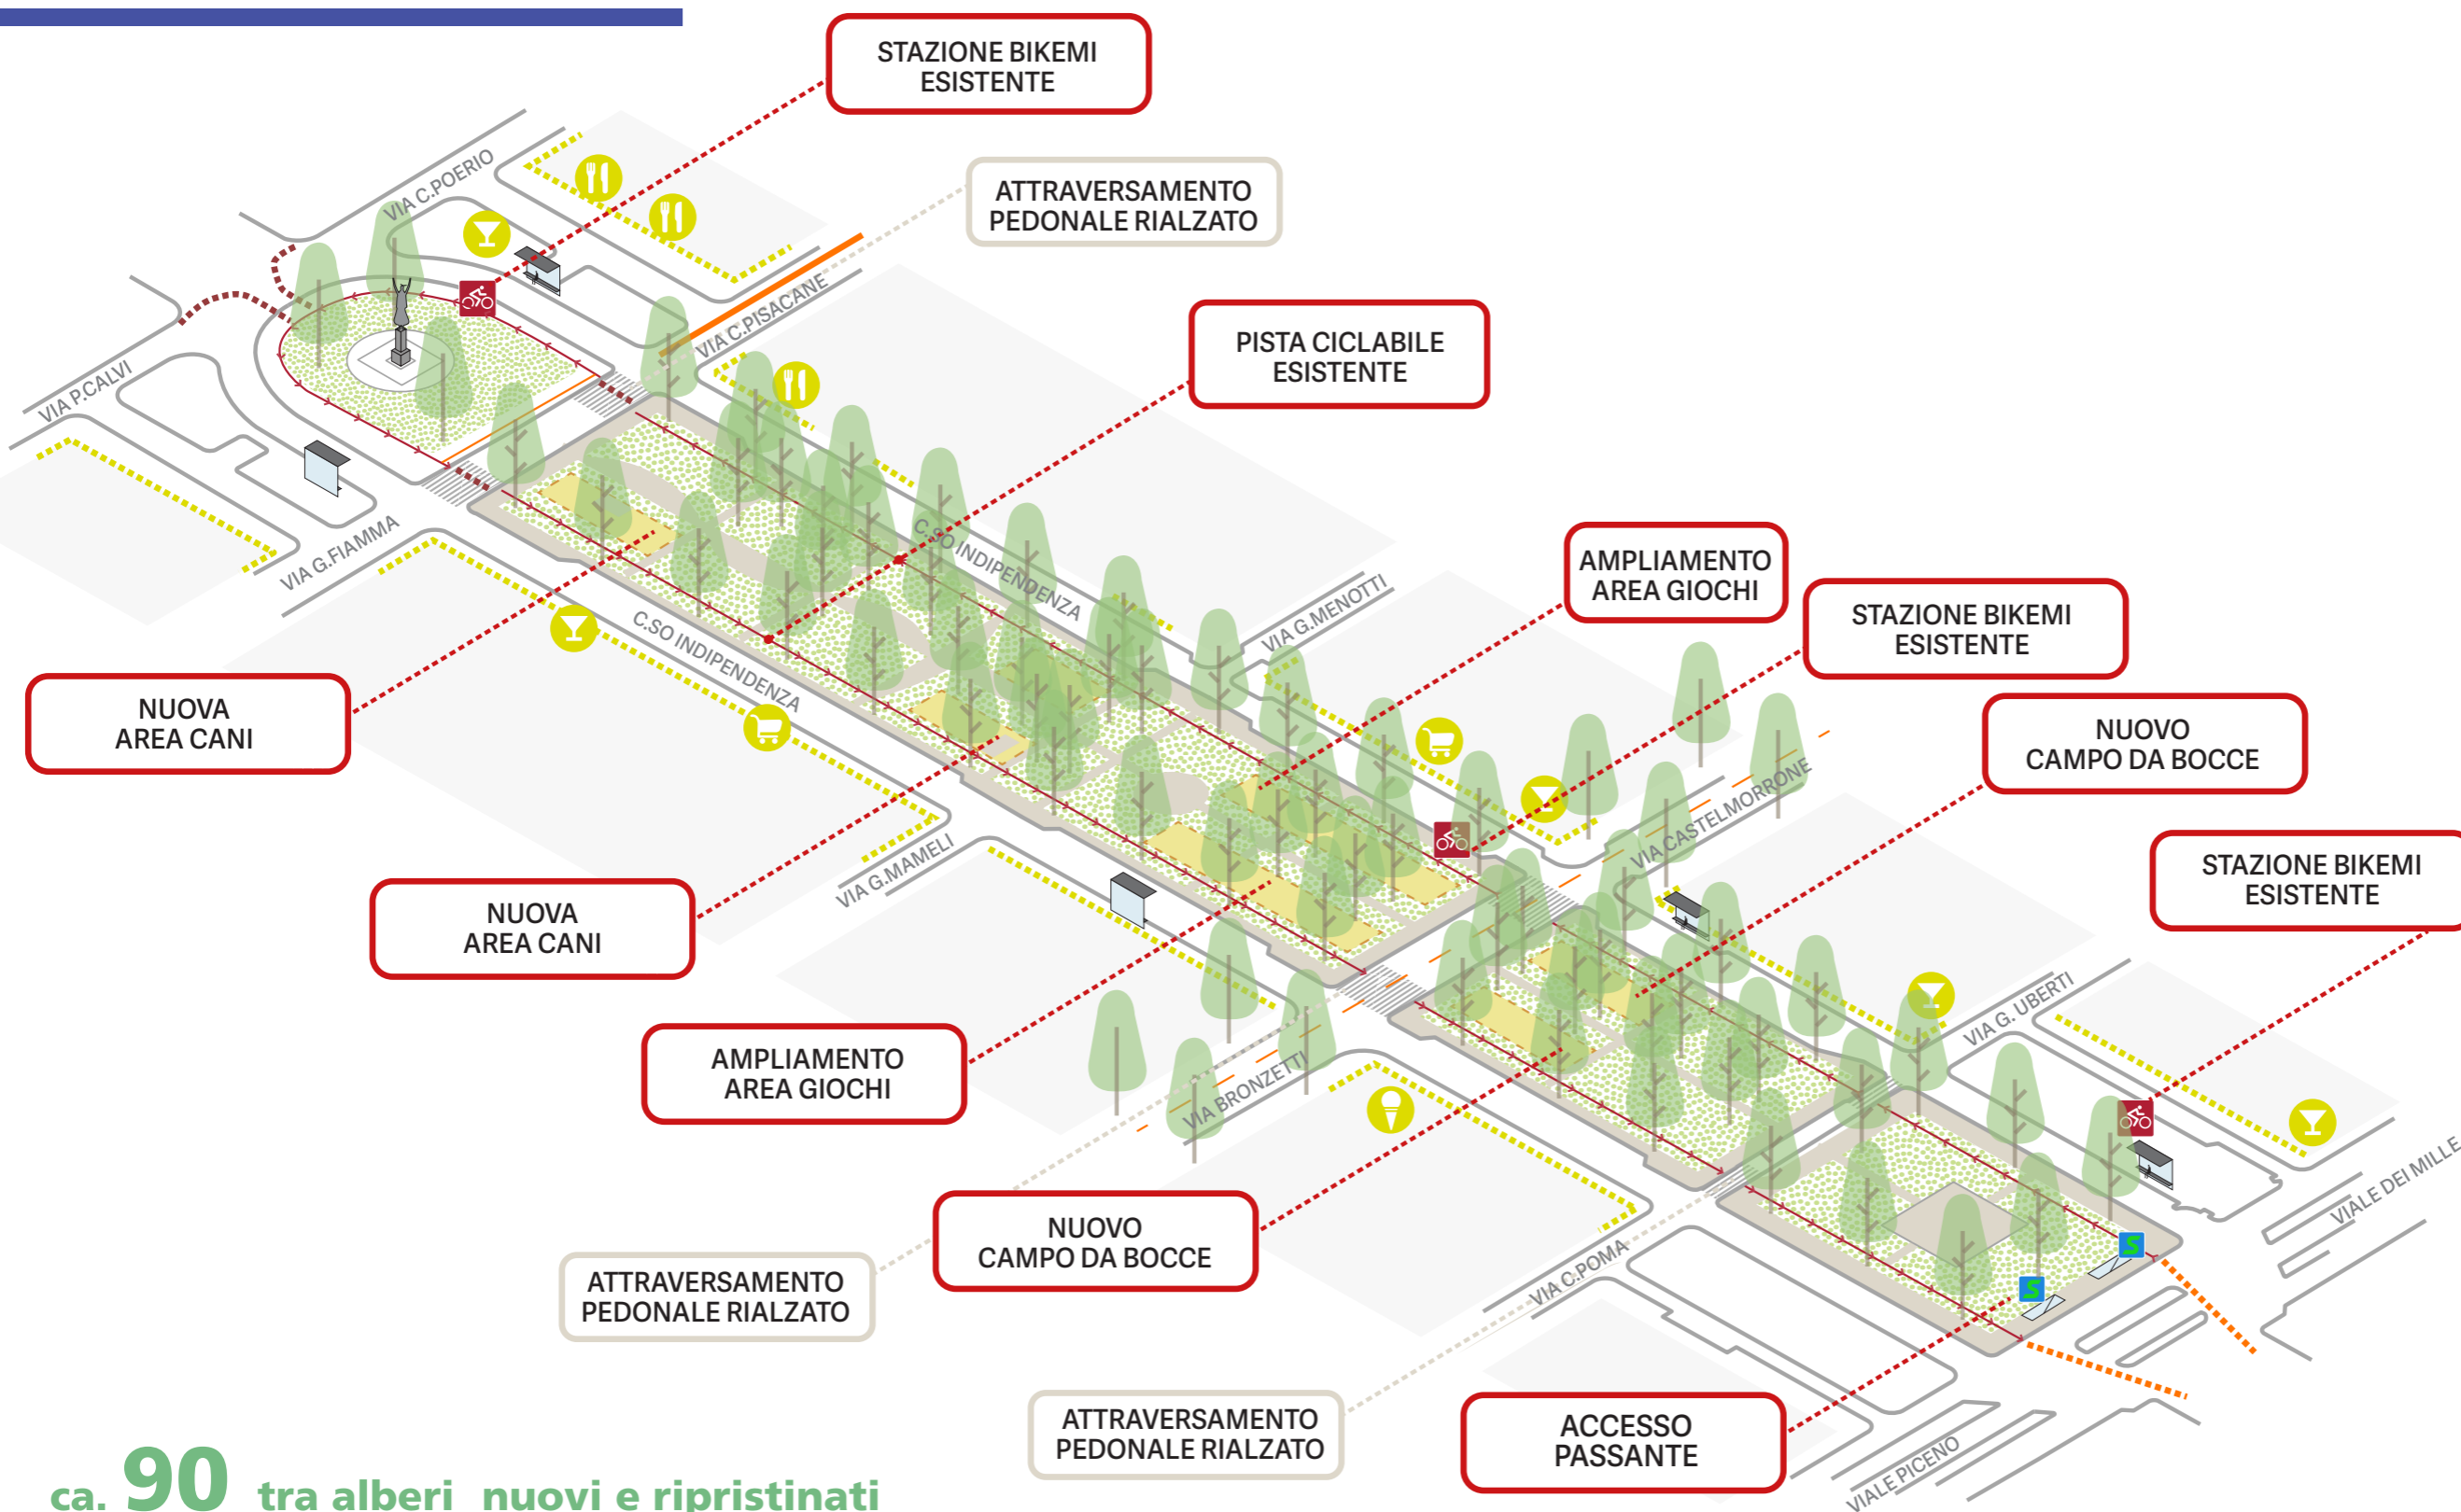 STAZIONE BIKEMI
ESISTENTE
VIA C.POERIO
ATTRAVERSAMENTO
PEDONALE RIALZATO
VIA C.PISACANE
PISTA CICLABILE
ESISTENTE
VIA P.CALVI
VIA G.FIAMMA
C.SO INDIPENDENZA
C.SO INDIPENDENZA
AMPLIAMENTO
AREA GIOCHI
VIA G.MENOTTI
STAZIONE BIKEMI
ESISTENTE
NUOVA
AREA CANI
NUOVO
CAMPO DA BOCCE
VIA CASTELMORRONE
VIA G.MAMELI
STAZIONE BIKEMI
ESISTENTE
NUOVA
AREA CANI
VIA G. UBERTI
AMPLIAMENTO
AREA GIOCHI
VIA BRONZETTI
VIALE DEI MILLE
NUOVO
CAMPO DA BOCCE
S
S
ATTRAVERSAMENTO
PEDONALE RIALZATO
VIA C.POMA
ATTRAVERSAMENTO
PEDONALE RIALZATO
ACCESSO
PASSANTE
VIALE PICENO
ca. 90 tra alberi nuovi e ripristinati